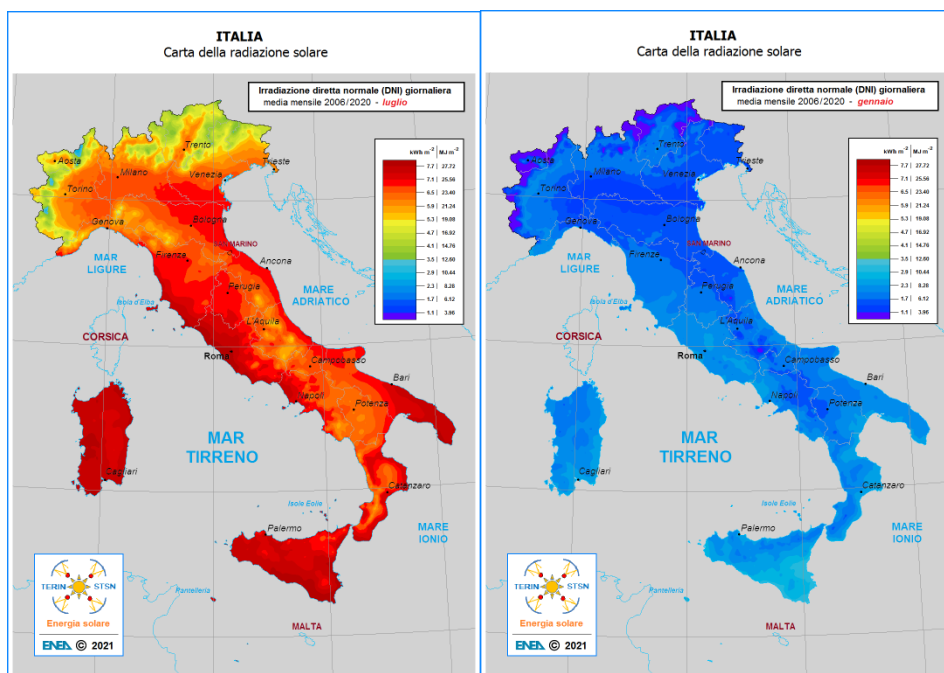 ITALIA
Carta della radiazione solare
Irradiazione diretta normale (DNI) giornaliera
media mensile 2006/2020 - luglio
kWh m⁻² MJ m⁻²
7.7 27.72
7.1 25.56
6.5 23.40
5.9 21.24
5.3 19.08
4.7 16.92
4.1 14.76
3.5 12.60
2.9 10.44
2.3 8.28
1.7 6.12
1.1 3.96
Trento
Aosta
Milano
Trieste
Venezia
Torino
Genova
Bologna
SAN MARINO
Firenze
MAR
LIGURE
Ancona
MARE
ADRIATICO
Perugia
Isola d'Elba
L'Aquila
CORSICA
Roma
Campobasso
Bari
Napoli
Potenza
MAR
TIRRENO
Cagliari
Catanzaro
Isole Eolie
Palermo
MARE
IONIO
TERIN STSN
Energia solare
ENEA © 2021
Pantelleria
MALTA
ITALIA
Carta della radiazione solare
Irradiazione diretta normale (DNI) giornaliera
media mensile 2006/2020 - gennaio
kWh m⁻² MJ m⁻²
7.7 27.72
7.1 25.56
6.5 23.40
5.9 21.24
5.3 19.08
4.7 16.92
4.1 14.76
3.5 12.60
2.9 10.44
2.3 8.28
1.7 6.12
1.1 3.96
Trento
Aosta
Milano
Trieste
Venezia
Torino
Genova
Bologna
SAN MARINO
Firenze
MAR
LIGURE
Ancona
MARE
ADRIATICO
Perugia
Isola d'Elba
L'Aquila
CORSICA
Roma
Campobasso
Bari
Napoli
Potenza
MAR
TIRRENO
Cagliari
Catanzaro
Isole Eolie
Palermo
MARE
IONIO
TERIN STSN
Energia solare
ENEA © 2021
Pantelleria
MALTA